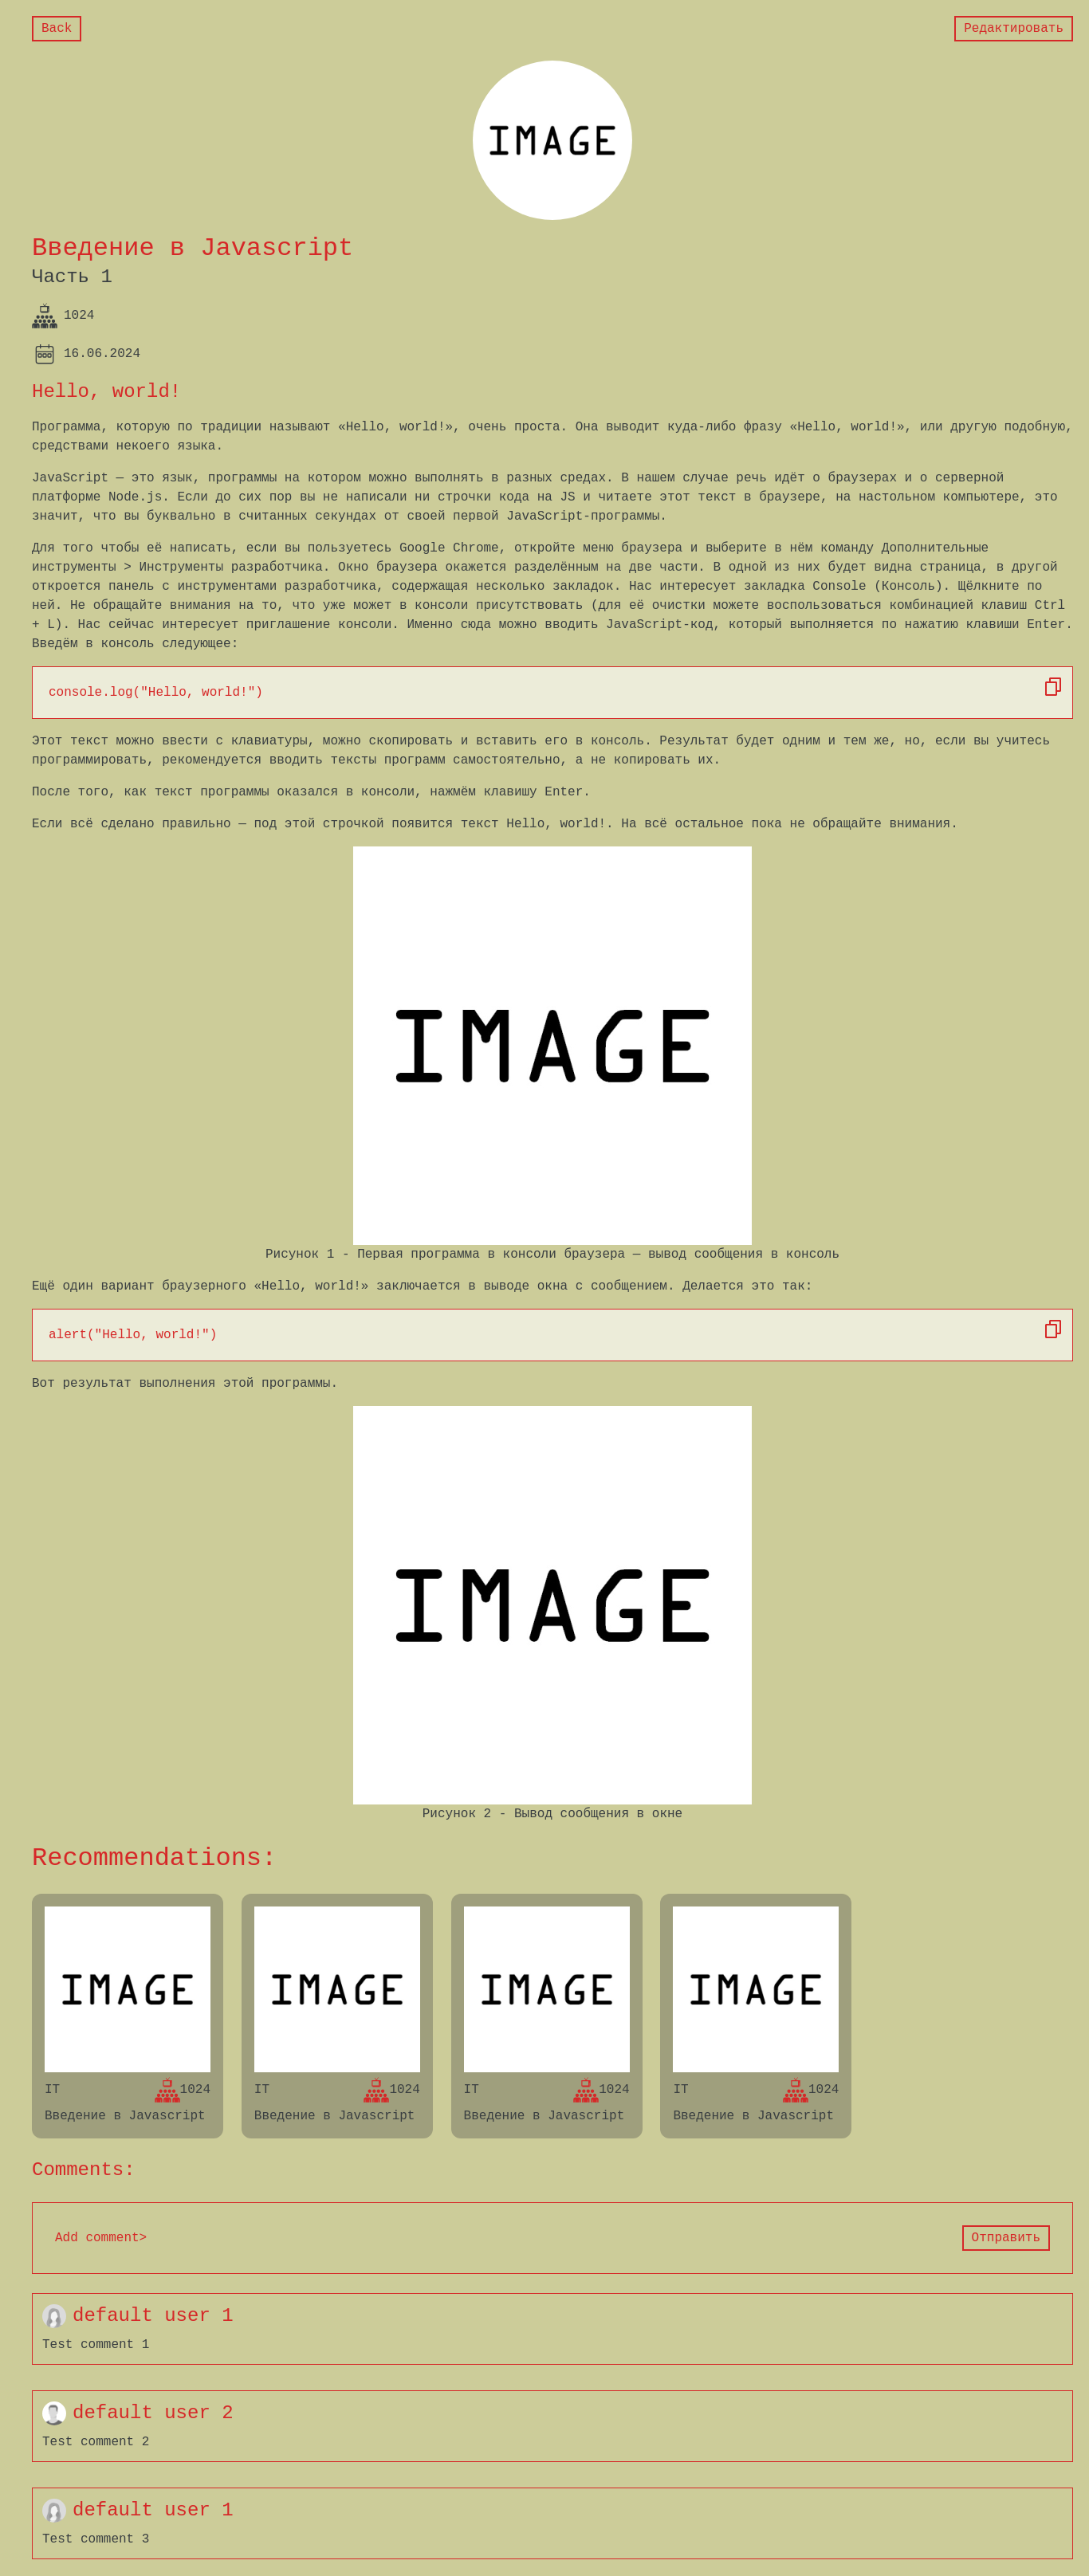 Back
Редактировать
IMAGE
Введение в Javascript
Часть 1
1024
16.06.2024
Hello, world!
Программа, которую по традиции называют «Hello, world!», очень проста. Она выводит куда-либо фразу «Hello, world!», или другую подобную,
средствами некоего языка.
JavaScript — это язык, программы на котором можно выполнять в разных средах. В нашем случае речь идёт о браузерах и о серверной
платформе Node.js. Если до сих пор вы не написали ни строчки кода на JS и читаете этот текст в браузере, на настольном компьютере, это
значит, что вы буквально в считанных секундах от своей первой JavaScript-программы.
Для того чтобы её написать, если вы пользуетесь Google Chrome, откройте меню браузера и выберите в нём команду Дополнительные
инструменты > Инструменты разработчика. Окно браузера окажется разделённым на две части. В одной из них будет видна страница, в другой
откроется панель с инструментами разработчика, содержащая несколько закладок. Нас интересует закладка Console (Консоль). Щёлкните по
ней. Не обращайте внимания на то, что уже может в консоли присутствовать (для её очистки можете воспользоваться комбинацией клавиш Ctrl
+ L). Нас сейчас интересует приглашение консоли. Именно сюда можно вводить JavaScript-код, который выполняется по нажатию клавиши Enter.
Введём в консоль следующее:
console.log("Hello, world!")
Этот текст можно ввести с клавиатуры, можно скопировать и вставить его в консоль. Результат будет одним и тем же, но, если вы учитесь
программировать, рекомендуется вводить тексты программ самостоятельно, а не копировать их.
После того, как текст программы оказался в консоли, нажмём клавишу Enter.
Если всё сделано правильно — под этой строчкой появится текст Hello, world!. На всё остальное пока не обращайте внимания.
IMAGE
Рисунок 1 - Первая программа в консоли браузера — вывод сообщения в консоль
Ещё один вариант браузерного «Hello, world!» заключается в выводе окна с сообщением. Делается это так:
alert("Hello, world!")
Вот результат выполнения этой программы.
IMAGE
Рисунок 2 - Вывод сообщения в окне
Recommendations:
IMAGE
IT 1024
Введение в Javascript
IMAGE
IT 1024
Введение в Javascript
IMAGE
IT 1024
Введение в Javascript
IMAGE
IT 1024
Введение в Javascript
Comments:
Add comment>
Отправить
default user 1
Test comment 1
default user 2
Test comment 2
default user 1
Test comment 3